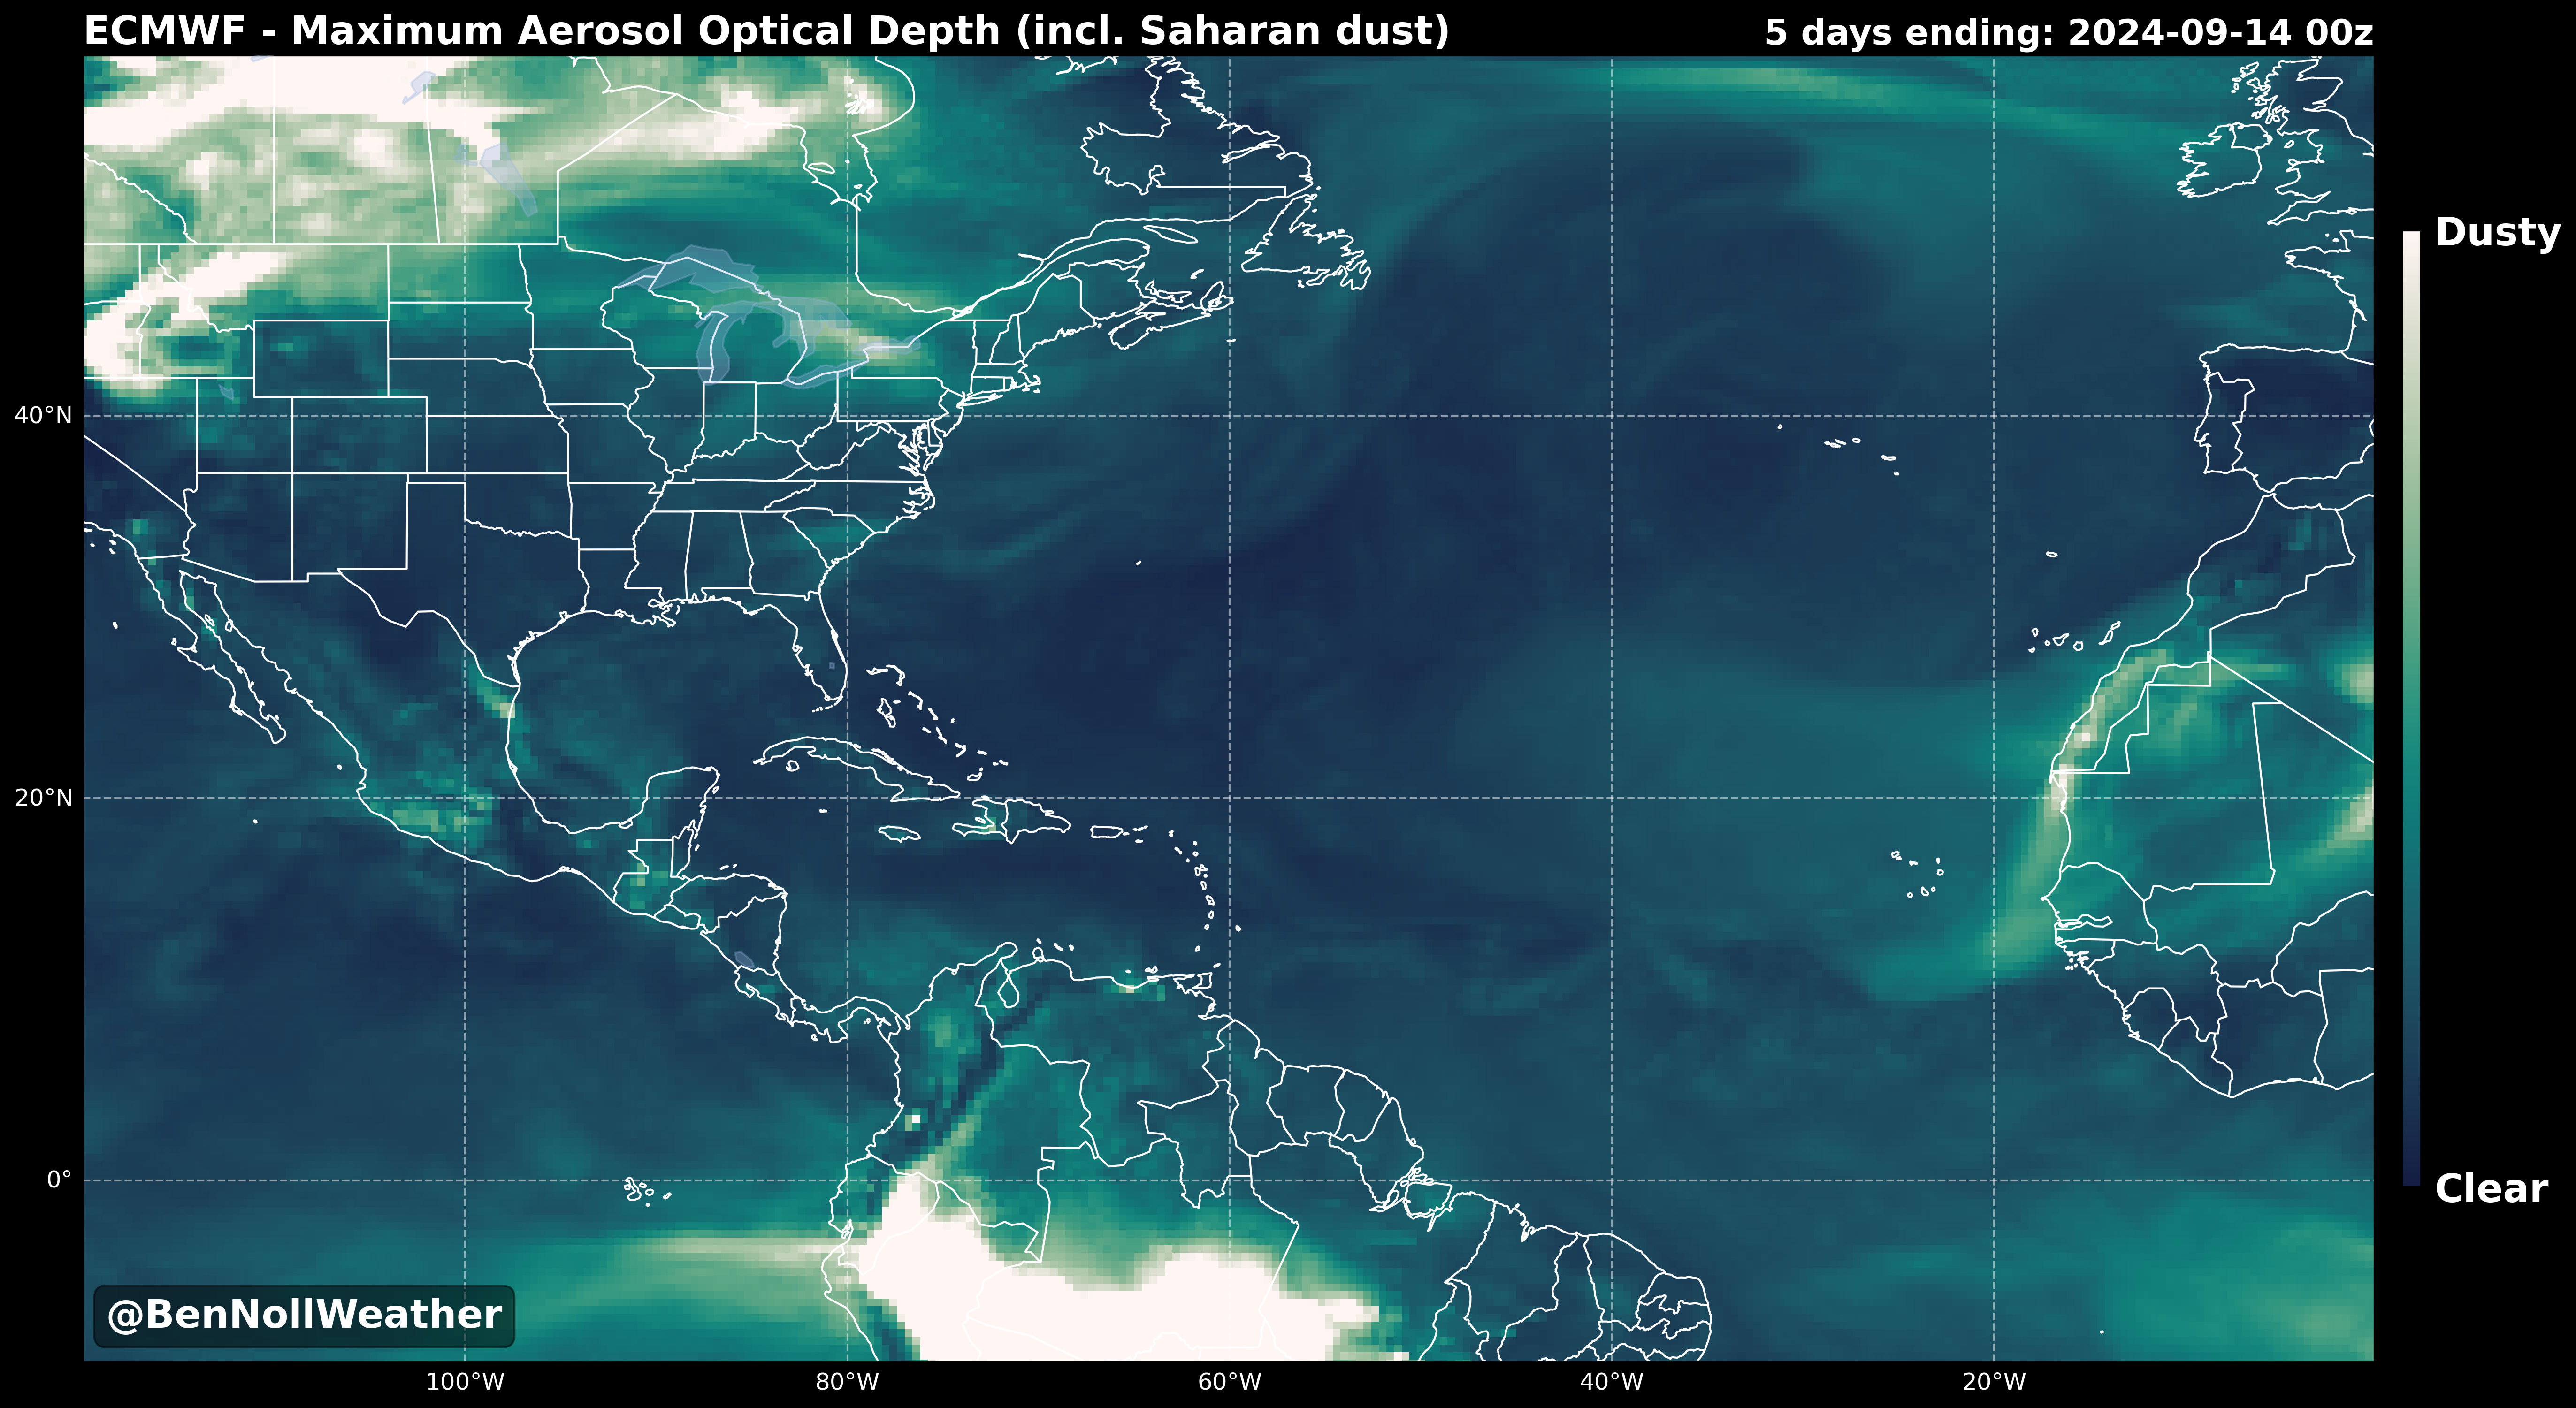 ECMWF - Maximum Aerosol Optical Depth (incl. Saharan dust)
5 days ending: 2024-09-14 00z
Dusty
40°N
20°N
0°
Clear
@BenNollWeather
100°W
80°W
60°W
40°W
20°W